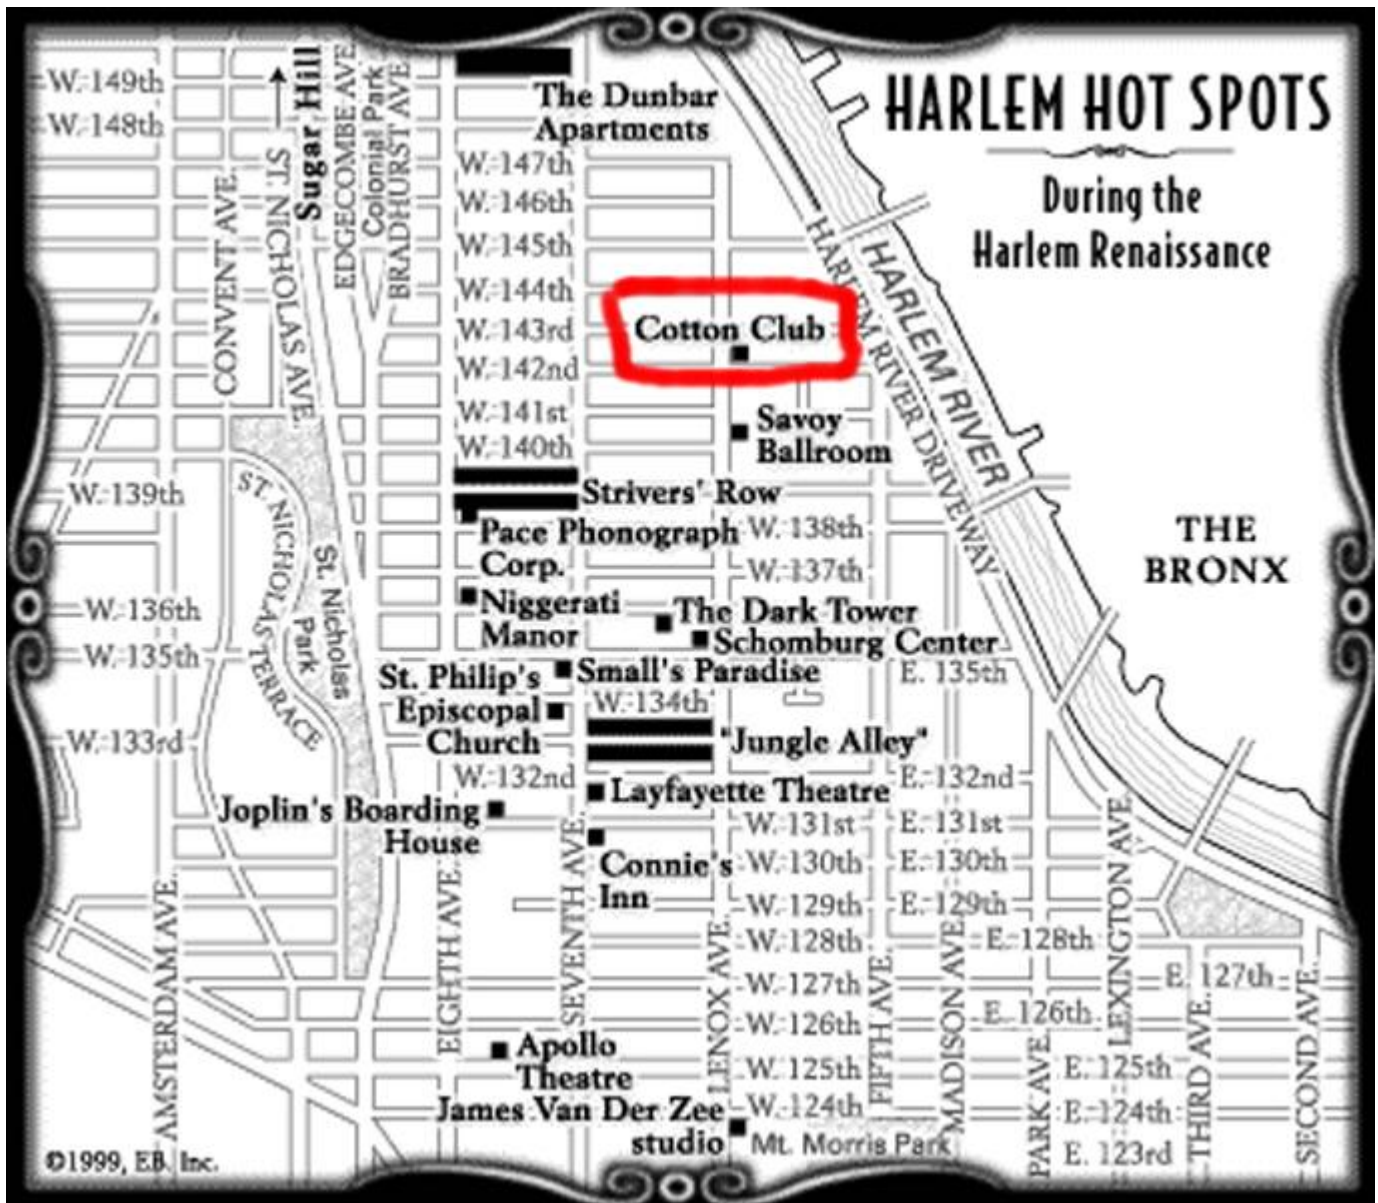 HARLEM HOT SPOTS
During the
Harlem Renaissance
W. 149th
W. 148th
Sugar Hill
EDGECOMBE AVE.
Colonial Park
BRADHURST AVE.
CONVENT AVE.
ST. NICHOLAS AVE.
The Dunbar
Apartments
W. 147th
W. 146th
W. 145th
W. 144th
W. 143rd
W. 142nd
W. 141st
W. 140th
Cotton Club
HARLEM RIVER DRIVEWAY
HARLEM RIVER
Savoy
Ballroom
THE
BRONX
W. 139th
Strivers' Row
ST. NICHOLAS TERRACE
St. Nicholas
Park
Pace Phonograph
Corp.
W. 138th
W. 137th
W. 136th
Niggerati
Manor
The Dark Tower
Schomburg Center
W. 135th
E. 135th
St. Philip's
Episcopal
Church
Small's Paradise
W. 134th
W. 133rd
"Jungle Alley"
W. 132nd
E. 132nd
Layfayette Theatre
Joplin's Boarding
House
W. 131st
E. 131st
Connie's
Inn
W. 130th
E. 130th
W. 129th
E. 129th
W. 128th
E. 128th
W. 127th
E. 127th
W. 126th
E. 126th
AMSTERDAM AVE.
EIGHTH AVE.
SEVENTH AVE.
LENOX AVE.
FIFTH AVE.
MADISON AVE.
PARK AVE.
LEXINGTON AVE.
THIRD AVE.
SECOND AVE.
Apollo
Theatre
W. 125th
E. 125th
James Van Der Zee
studio
W. 124th
E. 124th
Mt. Morris Park
E. 123rd
©1999, E.B. Inc.